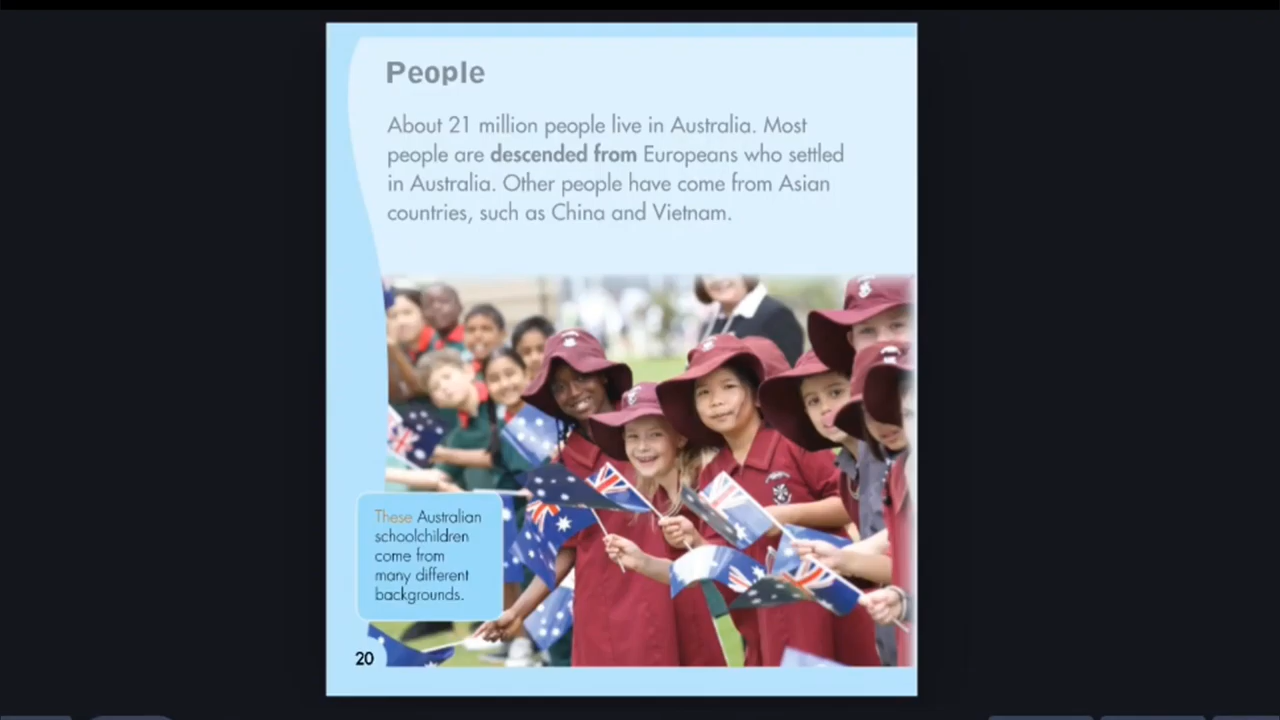 People
About 21 million people live in Australia. Most
people are descended from Europeans who settled
in Australia. Other people have come from Asian
countries, such as China and Vietnam.
These Australian
schoolchildren
come from
many different
backgrounds.
20